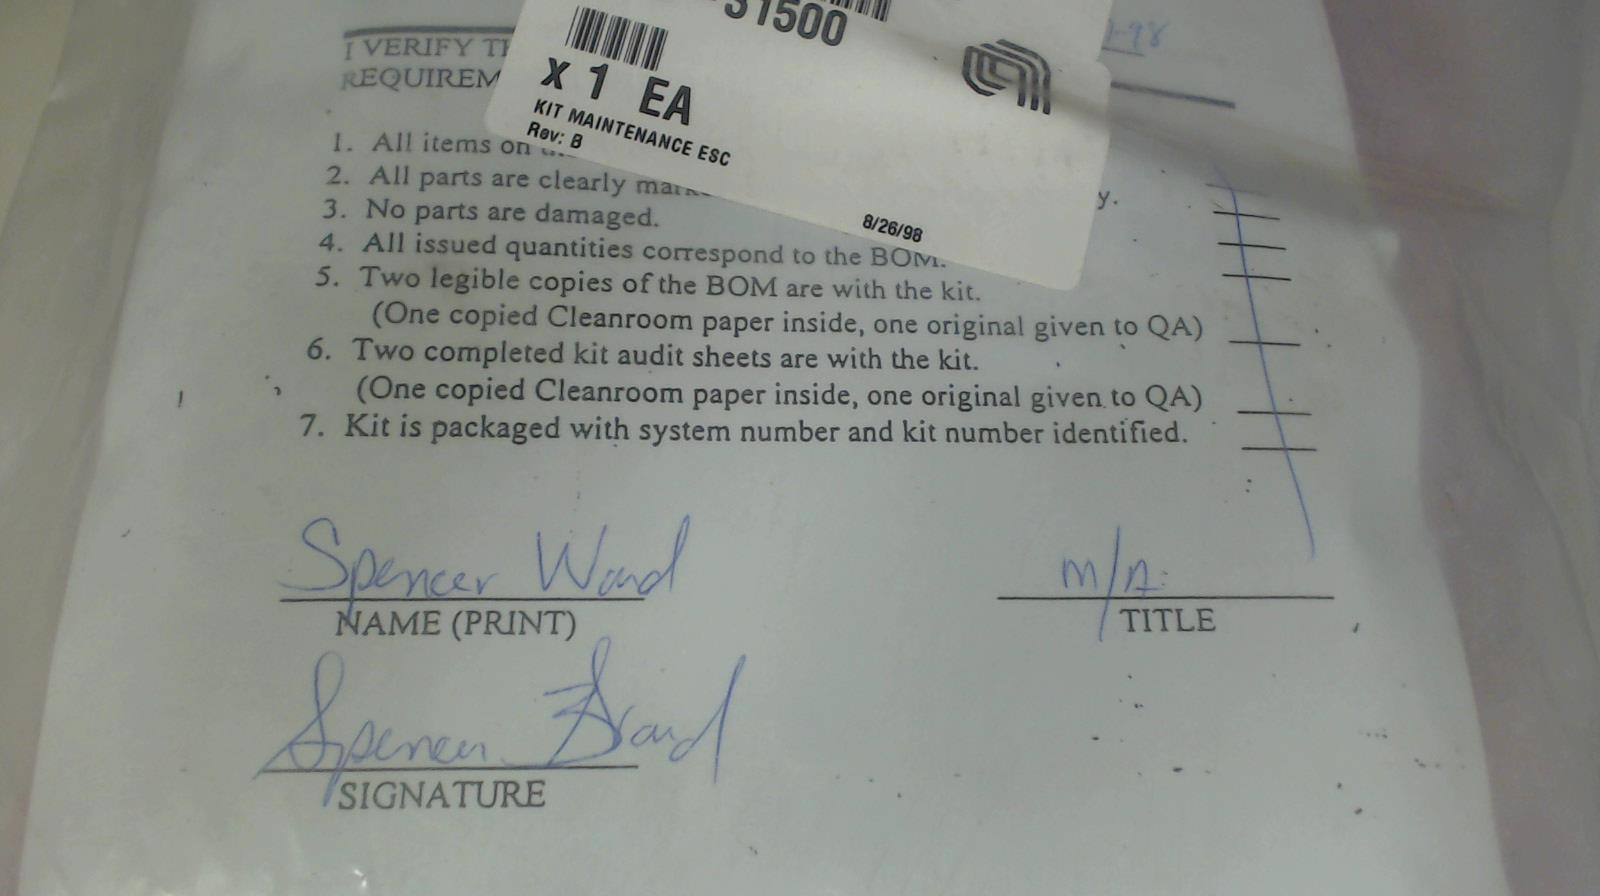 S1500
X 1 EA
KIT MAINTENANCE ESC
Rev: B
8/26/98
-98
I VERIFY
1. All items on
2. All parts are clearly y.
3. No parts are damaged.
4. All issued quantities correspond to the BOM.
5. Two legible copies of the BOM are with the kit.
(One copied Cleanroom paper inside, one original given to QA)
6. Two completed kit audit sheets are with the kit.
(One copied Cleanroom paper inside, one original given to QA)
7. Kit is packaged with system number and kit number identified.
Spencer Ward
NAME (PRINT)
TITLE
Spencer
SIGNATURE